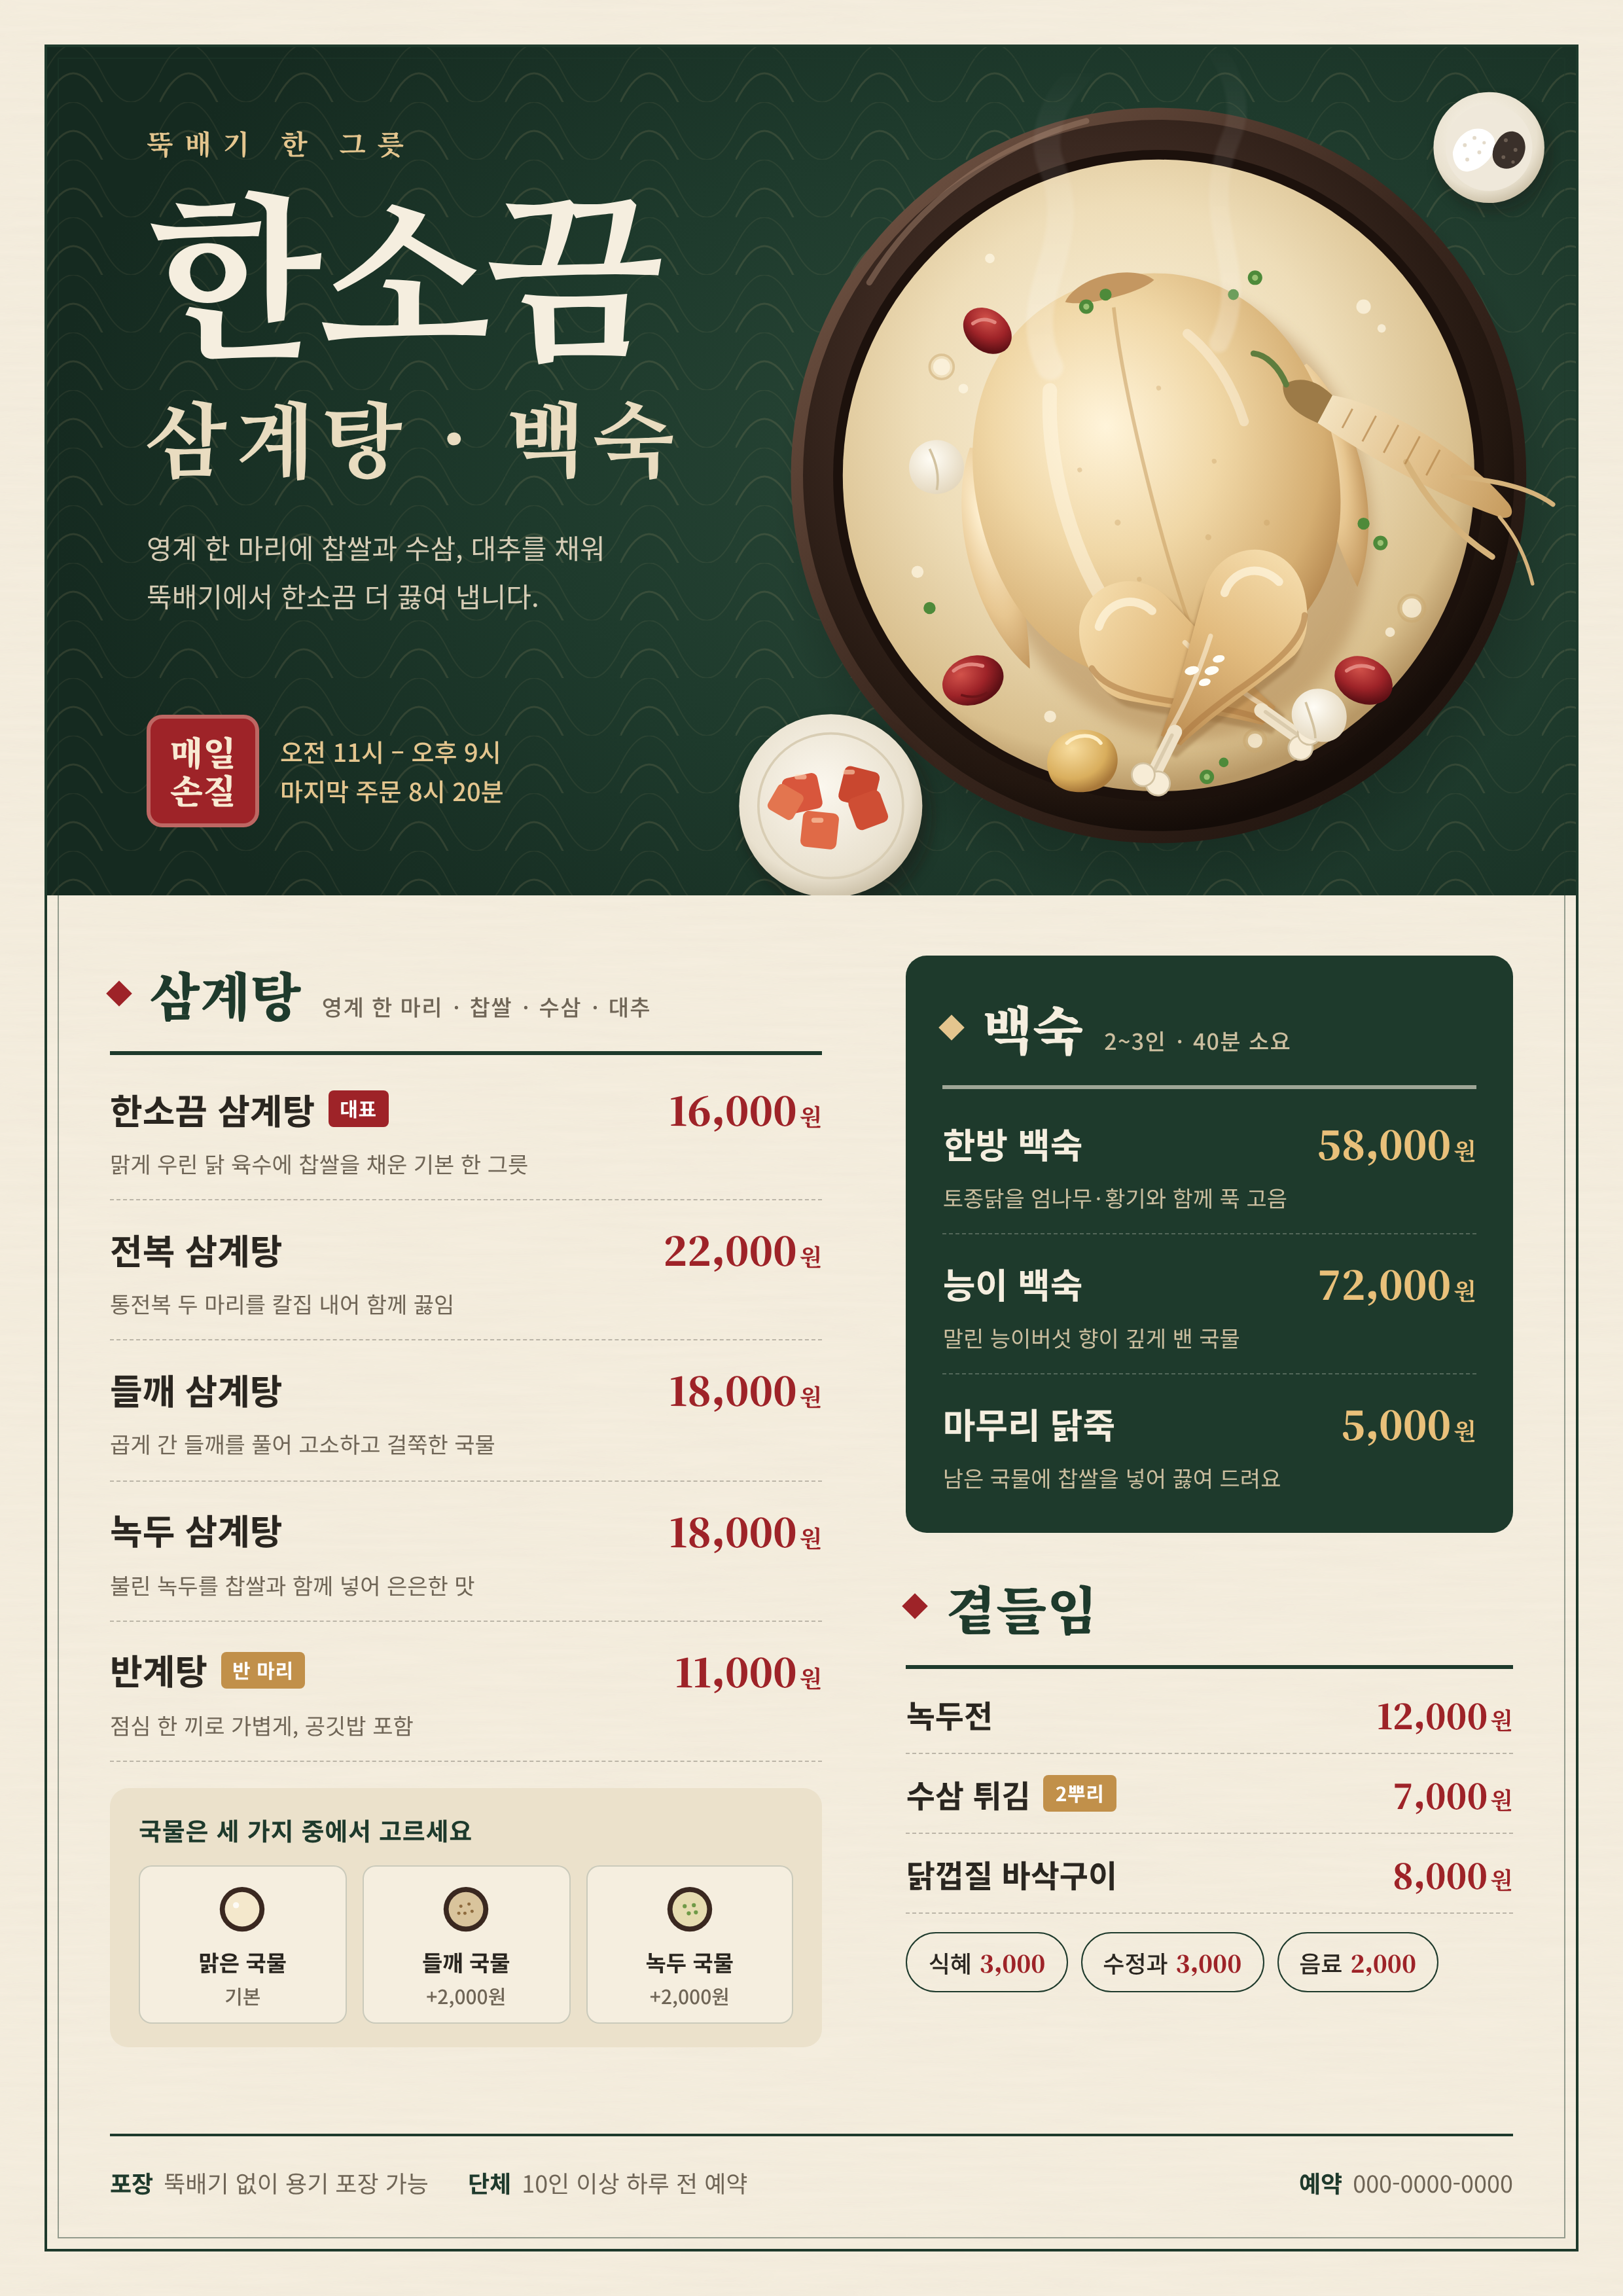 뚝배기 한 그릇
한소끔
삼계탕 · 백숙
영계 한 마리에 찹쌀과 수삼, 대추를 채워
뚝배기에서 한소끔 더 끓여 냅니다.
매일
손질
오전 11시 – 오후 9시
마지막 주문 8시 20분
삼계탕 영계 한 마리 · 찹쌀 · 수삼 · 대추
한소끔 삼계탕 대표 16,000원
맑게 우린 닭 육수에 찹쌀을 채운 기본 한 그릇
전복 삼계탕 22,000원
통전복 두 마리를 칼집 내어 함께 끓임
들깨 삼계탕 18,000원
곱게 간 들깨를 풀어 고소하고 걸쭉한 국물
녹두 삼계탕 18,000원
불린 녹두를 찹쌀과 함께 넣어 은은한 맛
반계탕 반 마리 11,000원
점심 한 끼로 가볍게, 공깃밥 포함
국물은 세 가지 중에서 고르세요
맑은 국물
기본
들깨 국물
+2,000원
녹두 국물
+2,000원
백숙 2~3인 · 40분 소요
한방 백숙 58,000원
토종닭을 엄나무·황기와 함께 푹 고음
능이 백숙 72,000원
말린 능이버섯 향이 깊게 밴 국물
마무리 닭죽 5,000원
남은 국물에 찹쌀을 넣어 끓여 드려요
곁들임
녹두전 12,000원
수삼 튀김 2뿌리 7,000원
닭껍질 바삭구이 8,000원
식혜 3,000
수정과 3,000
음료 2,000
포장 뚝배기 없이 용기 포장 가능
단체 10인 이상 하루 전 예약
예약 000-0000-0000